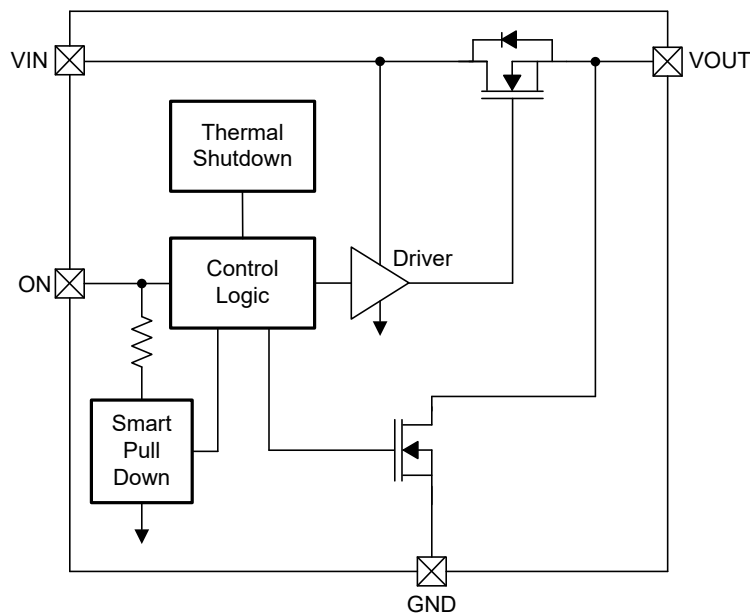 VIN
VOUT
Thermal
Shutdown
ON
Control
Logic
Driver
Smart
Pull
Down
GND